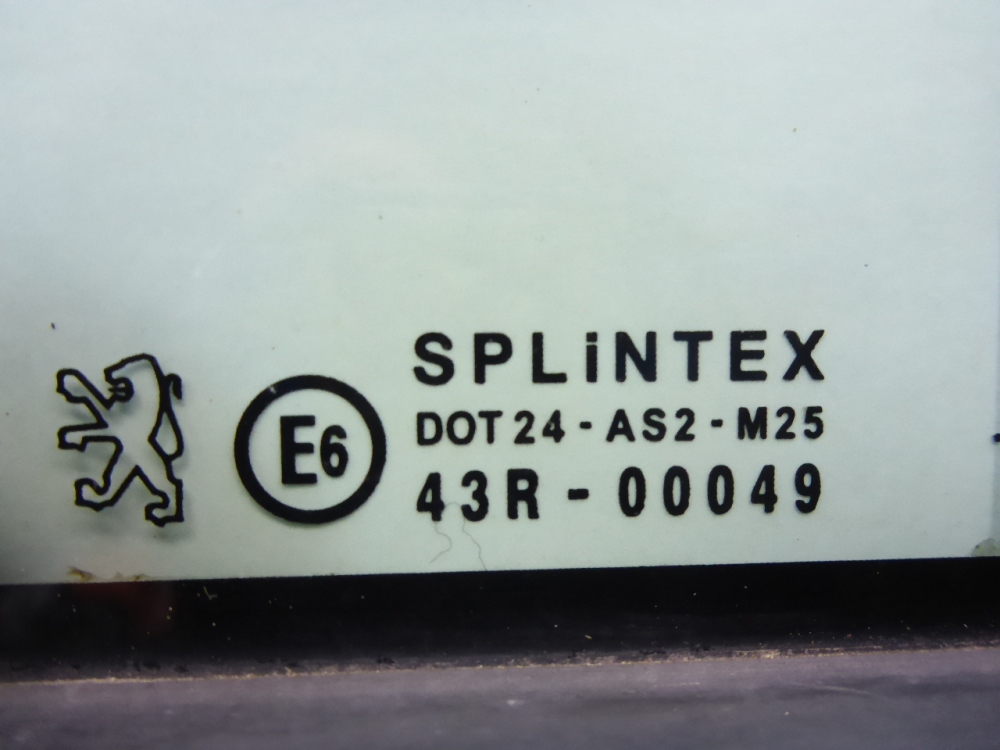 E6
SPLiNTEX
DOT 24 - AS2 - M25
43R - 00049